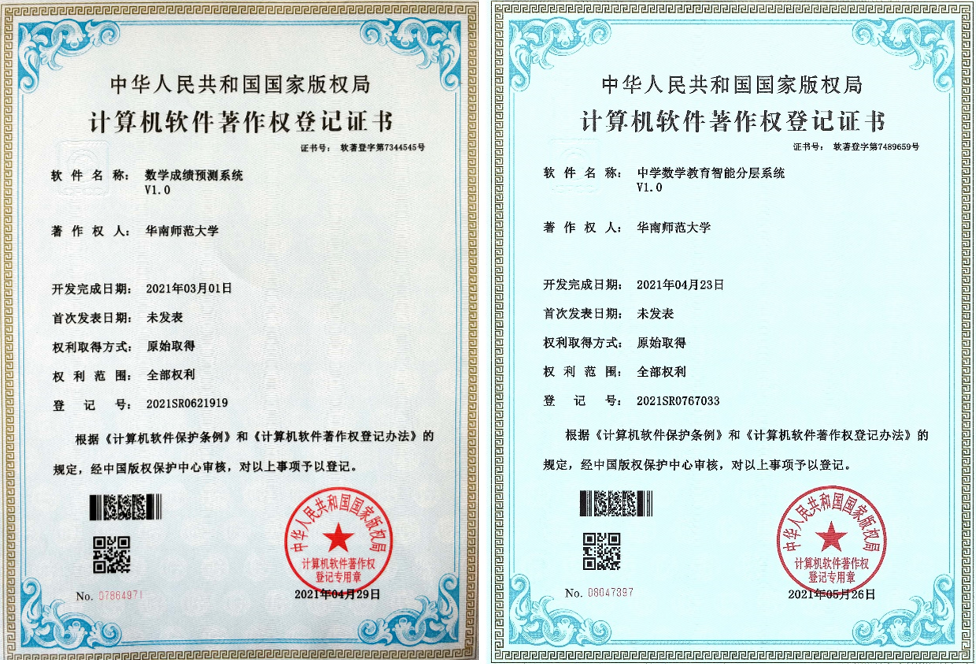 中华人民共和国国家版权局
计算机软件著作权登记证书
证书号： 软著登字第7344545号
软件名称： 数学成绩预测系统
V1.0
著作权人： 华南师范大学
开发完成日期： 2021年03月01日
首次发表日期： 未发表
权利取得方式： 原始取得
权利范围： 全部权利
登记号： 2021SR0621919
根据《计算机软件保护条例》和《计算机软件著作权登记办法》的
规定，经中国版权保护中心审核，对以上事项予以登记。
中华人民共和国国家版权局
计算机软件著作权
登记专用章
No. 07864971
2021年04月29日
中华人民共和国国家版权局
计算机软件著作权登记证书
证书号： 软著登字第7489659号
软件名称： 中学数学教育智能分层系统
V1.0
著作权人： 华南师范大学
开发完成日期： 2021年04月23日
首次发表日期： 未发表
权利取得方式： 原始取得
权利范围： 全部权利
登记号： 2021SR0767033
根据《计算机软件保护条例》和《计算机软件著作权登记办法》的
规定，经中国版权保护中心审核，对以上事项予以登记。
中华人民共和国国家版权局
计算机软件著作权
登记专用章
No. 08047397
2021年05月26日